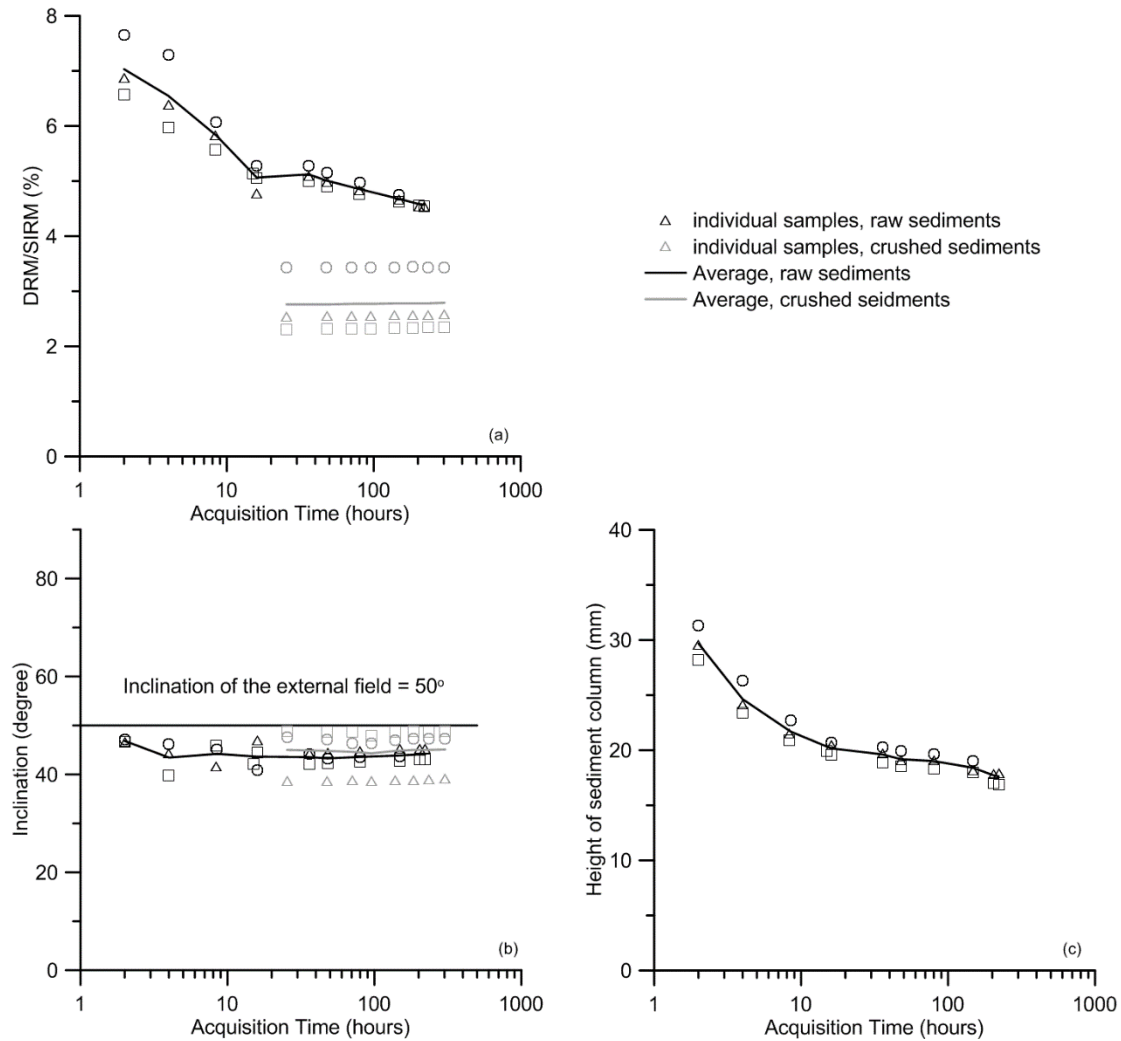 8
6
4
2
0
DRM/SIRM (%)
(a)
1 10 100 1000
Acquisition Time (hours)
individual samples, raw sediments
individual samples, crushed sediments
Average, raw sediments
Average, crushed seidments
80
60
40
20
0
Inclination (degree)
Inclination of the external field = 50°
(b)
1 10 100 1000
Acquisition Time (hours)
40
30
20
10
0
Height of sediment column (mm)
(c)
1 10 100 1000
Acquisition Time (hours)